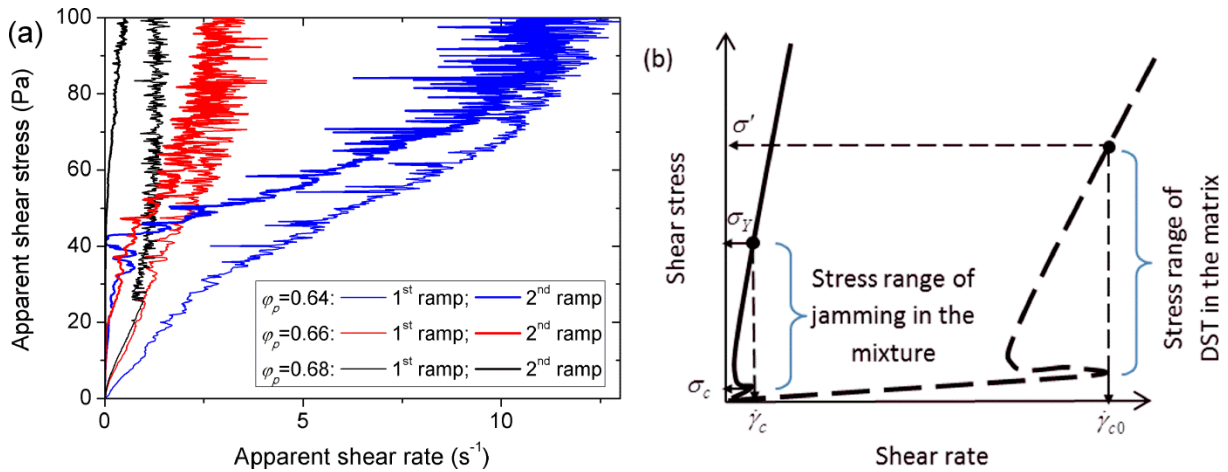 (a)
100
80
60
40
20
0
Apparent shear stress (Pa)
0
5
10
Apparent shear rate (s⁻¹)
φp=0.64: 1st ramp; 2nd ramp
φp=0.66: 1st ramp; 2nd ramp
φp=0.68: 1st ramp; 2nd ramp
(b)
Shear stress
σ'
σY
σc
Stress range of
jamming in the
mixture
Stress range of
DST in the matrix
γ̇c
γ̇c0
Shear rate